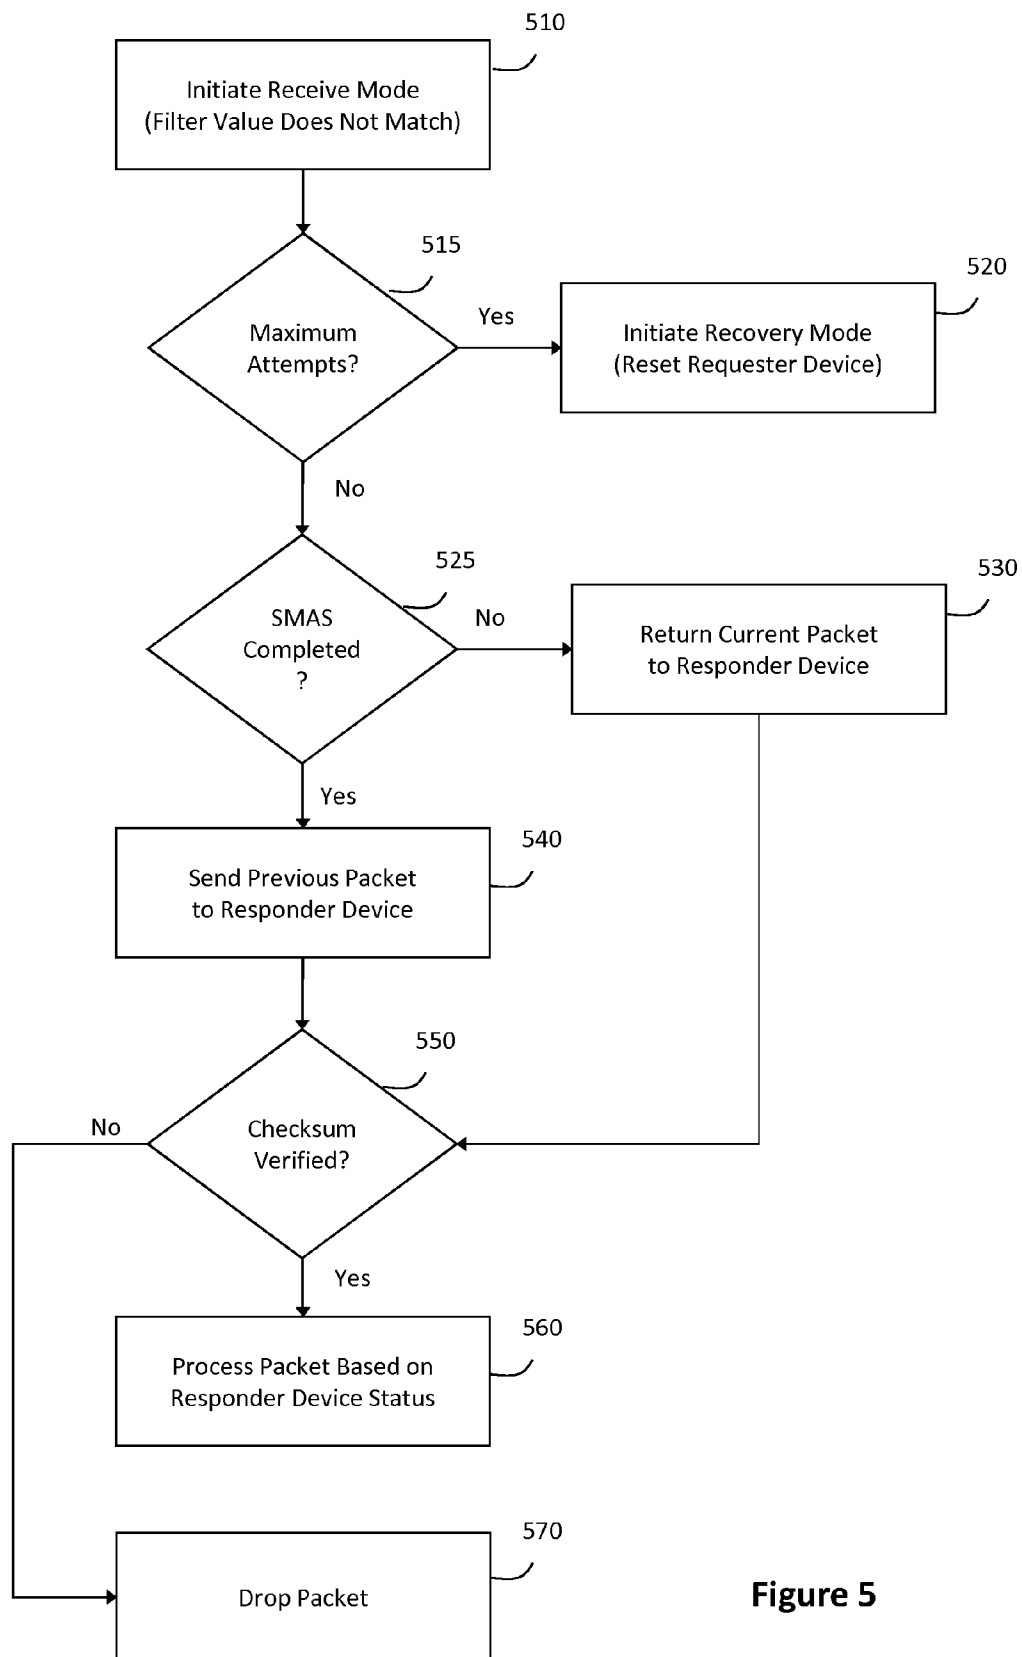 510
Initiate Receive Mode
(Filter Value Does Not Match)
515
Maximum
Attempts?
Yes
520
Initiate Recovery Mode
(Reset Requester Device)
No
525
SMAS
Completed
?
No
530
Return Current Packet
to Responder Device
Yes
540
Send Previous Packet
to Responder Device
550
Checksum
Verified?
No
Yes
560
Process Packet Based on
Responder Device Status
570
Drop Packet
Figure 5